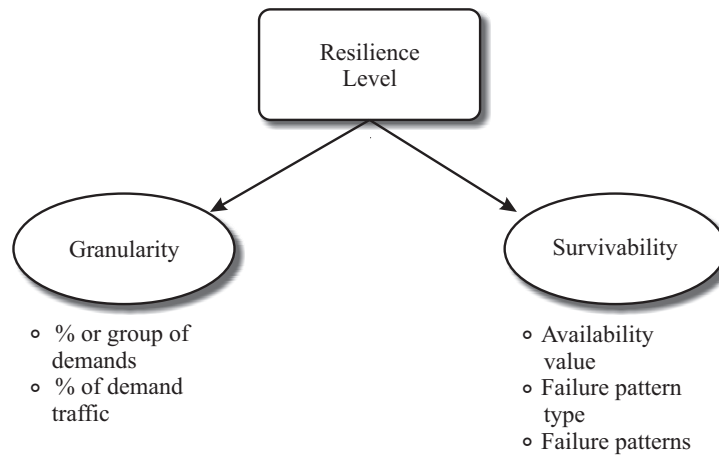 Resilience
Level
Granularity
% or group of
demands
% of demand
traffic
Survivability
Availability
value
Failure pattern
type
Failure patterns